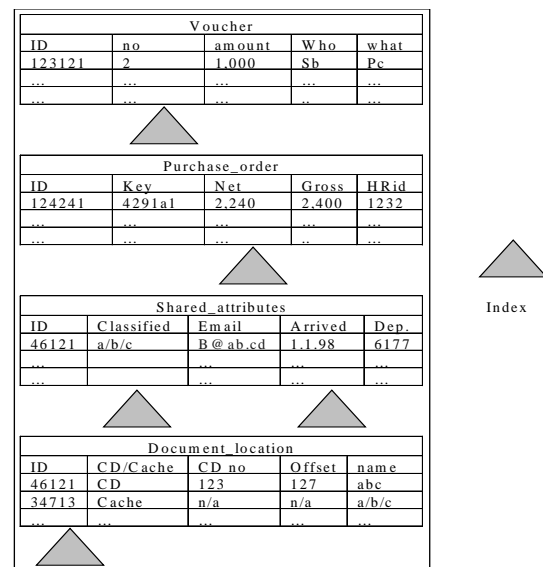 Voucher
ID no amount Who what
123121 2 1,000 Sb Pc
... ... ... ... ...
... ... ... .. ...
Purchase_order
ID Key Net Gross HRid
124241 4291a1 2,240 2,400 1232
... ... ... ... ...
... ... ... .. ...
Shared_attributes
ID Classified Email Arrived Dep.
46121 a/b/c B@ab.cd 1.1.98 6177
... ... ... ...
... ... ... ...
Index
Document_location
ID CD/Cache CD no Offset name
46121 CD 123 127 abc
34713 Cache n/a n/a a/b/c
... ... ... ... ...